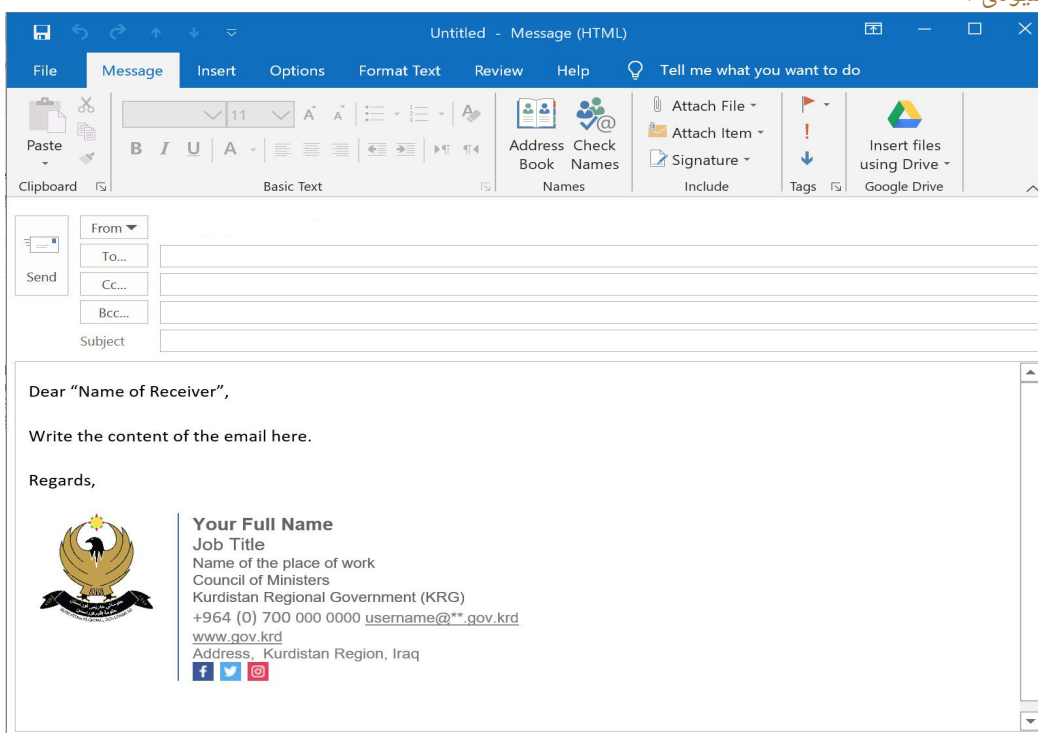 Untitled - Message (HTML)
File Message Insert Options Format Text Review Help Tell me what you want to do
Paste
11
B I U A
Address Book
Check Names
Attach File
Attach Item
Signature
Insert files using Drive
Clipboard Basic Text Names Include Tags Google Drive
From
Send
To...
Cc...
Bcc...
Subject
Dear “Name of Receiver”,
Write the content of the email here.
Regards,
Your Full Name
Job Title
Name of the place of work
Council of Ministers
Kurdistan Regional Government (KRG)
+964 (0) 700 000 0000 username@**.gov.krd
www.gov.krd
Address, Kurdistan Region, Iraq